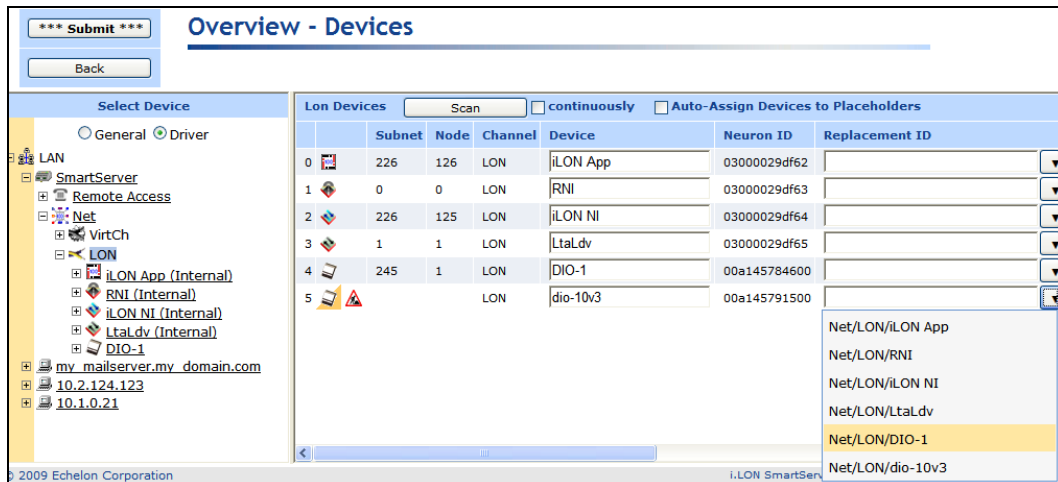 *** Submit ***
Overview - Devices
Back
Select Device
General Driver
LAN
SmartServer
Remote Access
Net
VirtCh
LON
iLON App (Internal)
RNI (Internal)
iLON NI (Internal)
LtaLdv (Internal)
DIO-1
my_mailserver.my_domain.com
10.2.124.123
10.1.0.21
Lon Devices Scan continuously Auto-Assign Devices to Placeholders
Subnet Node Channel Device Neuron ID Replacement ID
0 226 126 LON iLON App 03000029df62
1 0 0 LON RNI 03000029df63
2 226 125 LON iLON NI 03000029df64
3 1 1 LON LtaLdv 03000029df65
4 245 1 LON DIO-1 00a145784600
5 LON dio-10v3 00a145791500
Net/LON/iLON App
Net/LON/RNI
Net/LON/iLON NI
Net/LON/LtaLdv
Net/LON/DIO-1
Net/LON/dio-10v3
© 2009 Echelon Corporation
i.LON SmartServ